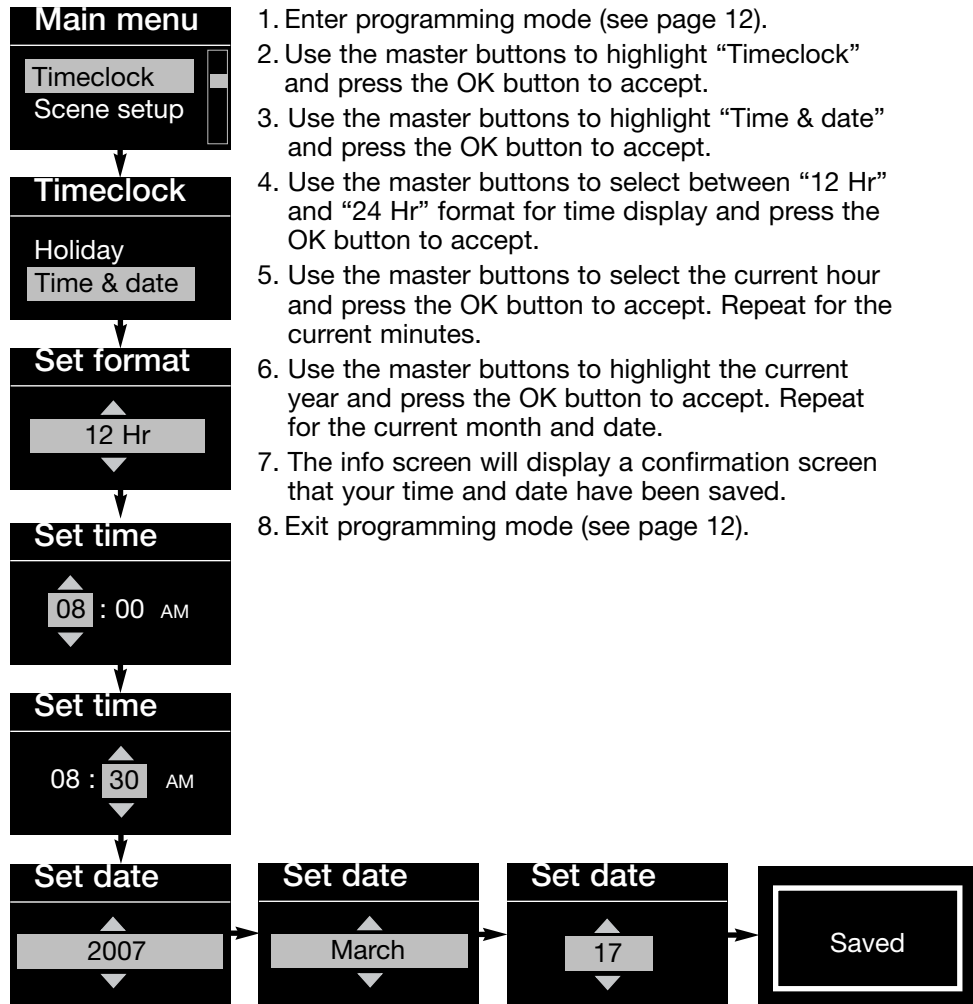 Main menu
Timeclock
Scene setup
Timeclock
Holiday
Time & date
Set format
12 Hr
Set time
08 : 00 AM
Set time
08 : 30 AM
Set date
2007
Set date
March
Set date
17
Saved
1. Enter programming mode (see page 12).
2. Use the master buttons to highlight “Timeclock”
and press the OK button to accept.
3. Use the master buttons to highlight “Time & date”
and press the OK button to accept.
4. Use the master buttons to select between “12 Hr”
and “24 Hr” format for time display and press the
OK button to accept.
5. Use the master buttons to select the current hour
and press the OK button to accept. Repeat for the
current minutes.
6. Use the master buttons to highlight the current
year and press the OK button to accept. Repeat
for the current month and date.
7. The info screen will display a confirmation screen
that your time and date have been saved.
8. Exit programming mode (see page 12).